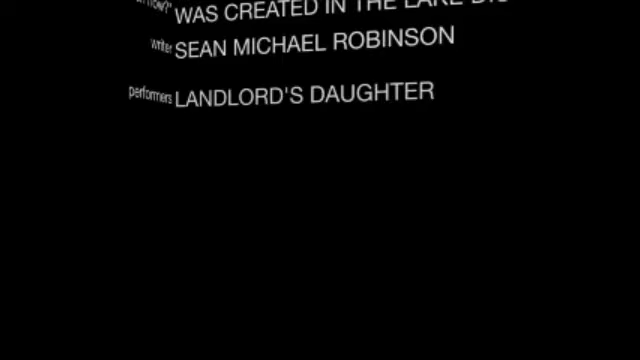 WAS CREATED IN THE LAKE
writer SEAN MICHAEL ROBINSON
performers LANDLORD'S DAUGHTER